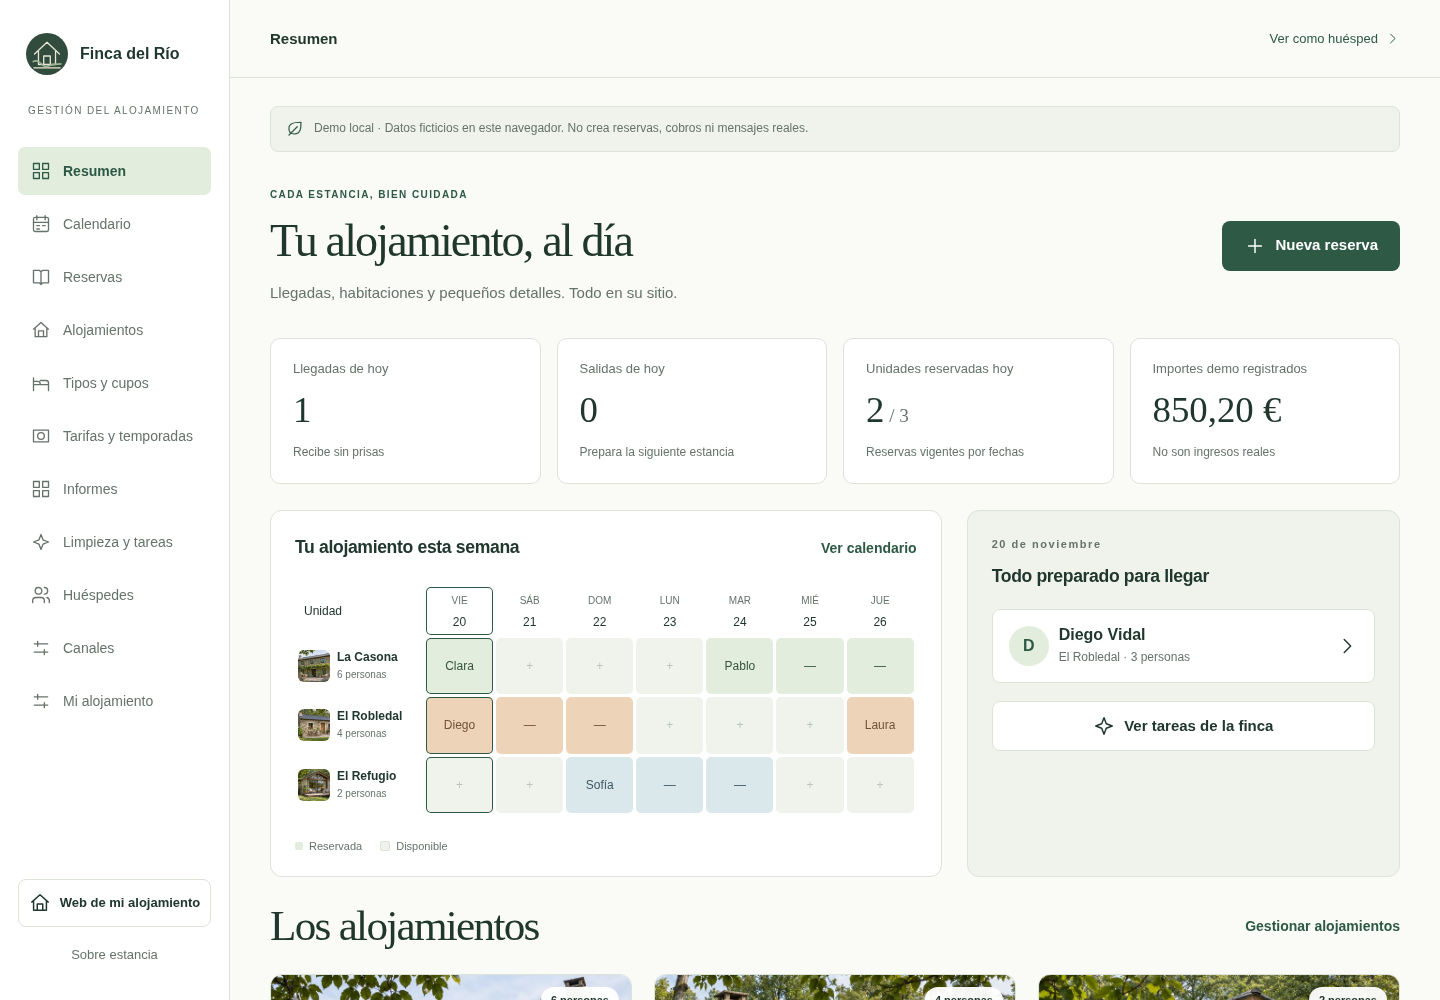 Finca del Río
GESTIÓN DEL ALOJAMIENTO
Resumen
Calendario
Reservas
Alojamientos
Tipos y cupos
Tarifas y temporadas
Informes
Limpieza y tareas
Huéspedes
Canales
Mi alojamiento
Web de mi alojamiento
Sobre estancia
Resumen
Ver como huésped
Demo local · Datos ficticios en este navegador. No crea reservas, cobros ni mensajes reales.
CADA ESTANCIA, BIEN CUIDADA
Tu alojamiento, al día
Llegadas, habitaciones y pequeños detalles. Todo en su sitio.
Nueva reserva
Llegadas de hoy
1
Recibe sin prisas
Salidas de hoy
0
Prepara la siguiente estancia
Unidades reservadas hoy
2 / 3
Reservas vigentes por fechas
Importes demo registrados
850,20 €
No son ingresos reales
Tu alojamiento esta semana
Ver calendario
Unidad
VIE SÁB DOM LUN MAR MIÉ JUE
20 21 22 23 24 25 26
La Casona
6 personas
Clara + + + Pablo — —
El Robledal
4 personas
Diego — — + + + Laura
El Refugio
2 personas
+ + Sofía — — + +
Reservada
Disponible
20 de noviembre
Todo preparado para llegar
D
Diego Vidal
El Robledal · 3 personas
Ver tareas de la finca
Los alojamientos
Gestionar alojamientos
6 personas
4 personas
2 personas